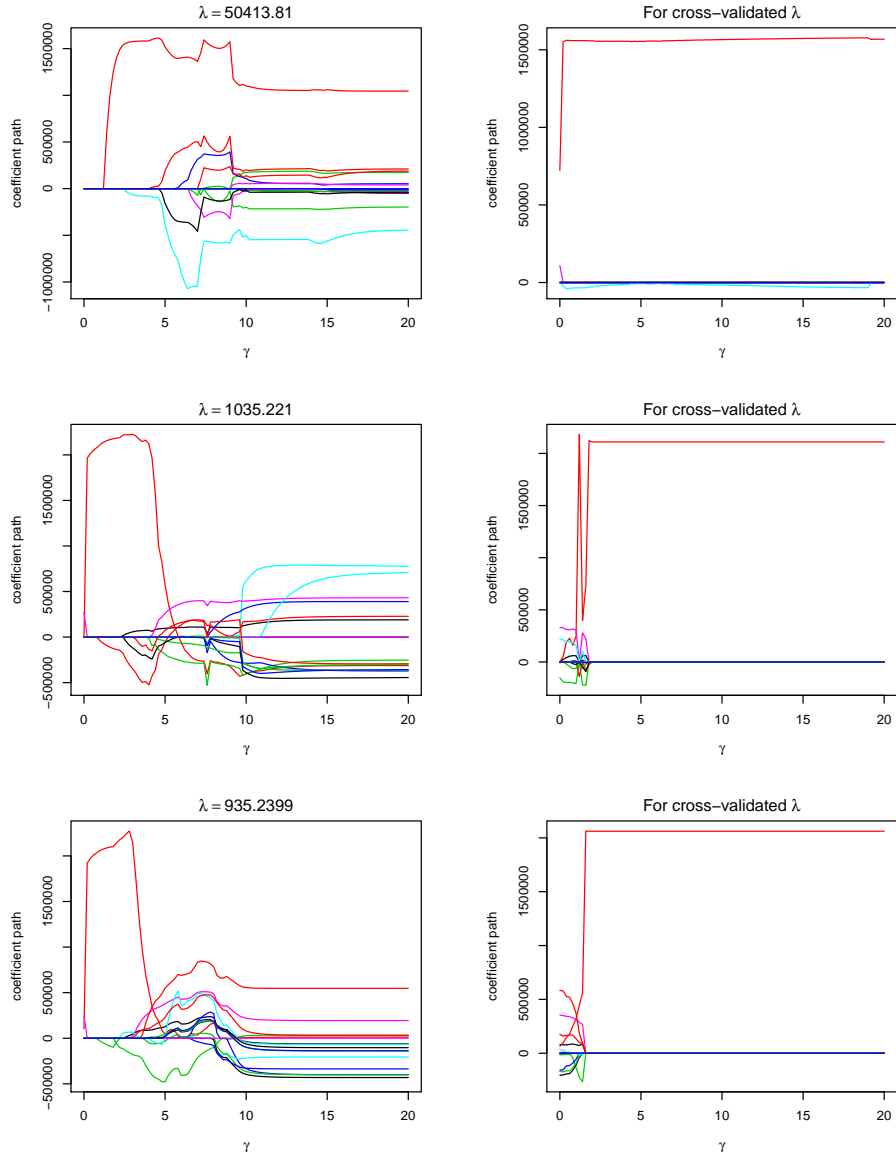 λ = 50413.81
For cross−validated λ
coefficient path
−1000000 0 500000 1500000
0 5 10 15 20
γ
coefficient path
0 500000 1000000 1500000
0 5 10 15 20
γ
λ = 1035.221
For cross−validated λ
coefficient path
−500000 0 500000 1500000
0 5 10 15 20
γ
coefficient path
0 500000 1500000
0 5 10 15 20
γ
λ = 935.2399
For cross−validated λ
coefficient path
−500000 0 500000 1500000
0 5 10 15 20
γ
coefficient path
0 500000 1500000
0 5 10 15 20
γ